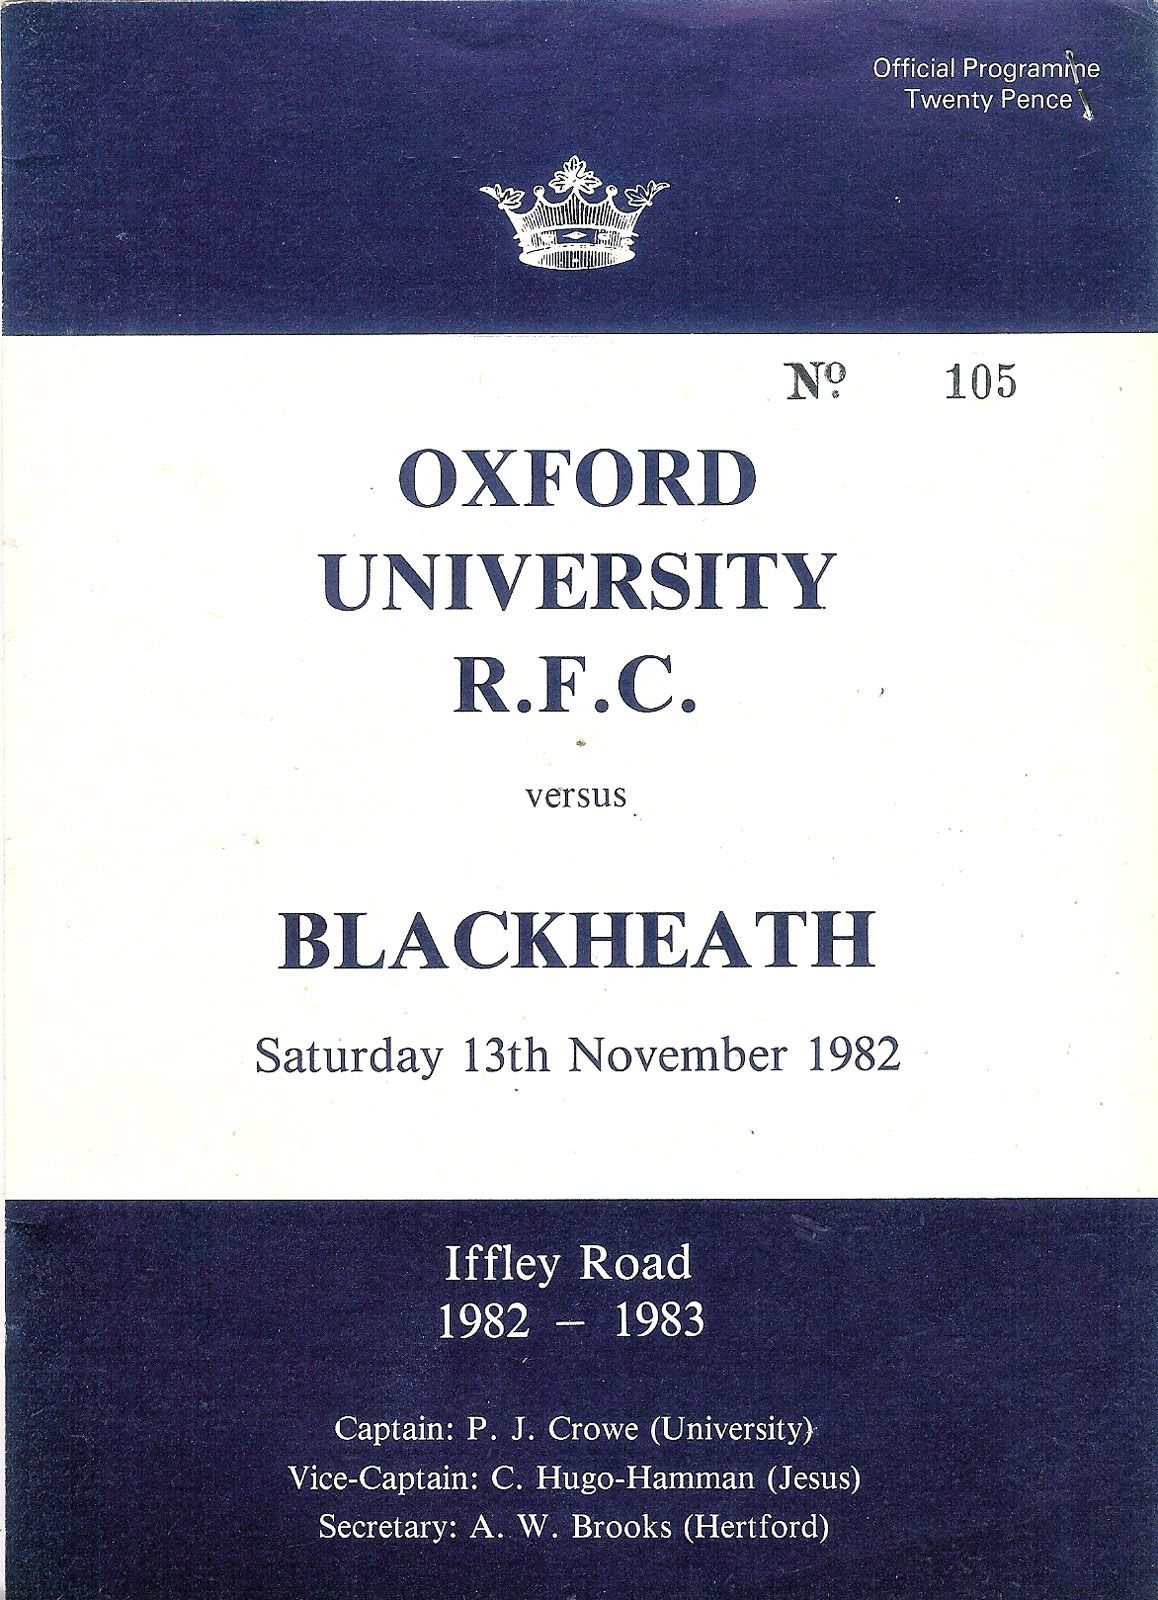 Official Programme
Twenty Pence
Nº 105
OXFORD
UNIVERSITY
R.F.C.
versus
BLACKHEATH
Saturday 13th November 1982
Iffley Road
1982 – 1983
Captain: P. J. Crowe (University)
Vice-Captain: C. Hugo-Hamman (Jesus)
Secretary: A. W. Brooks (Hertford)